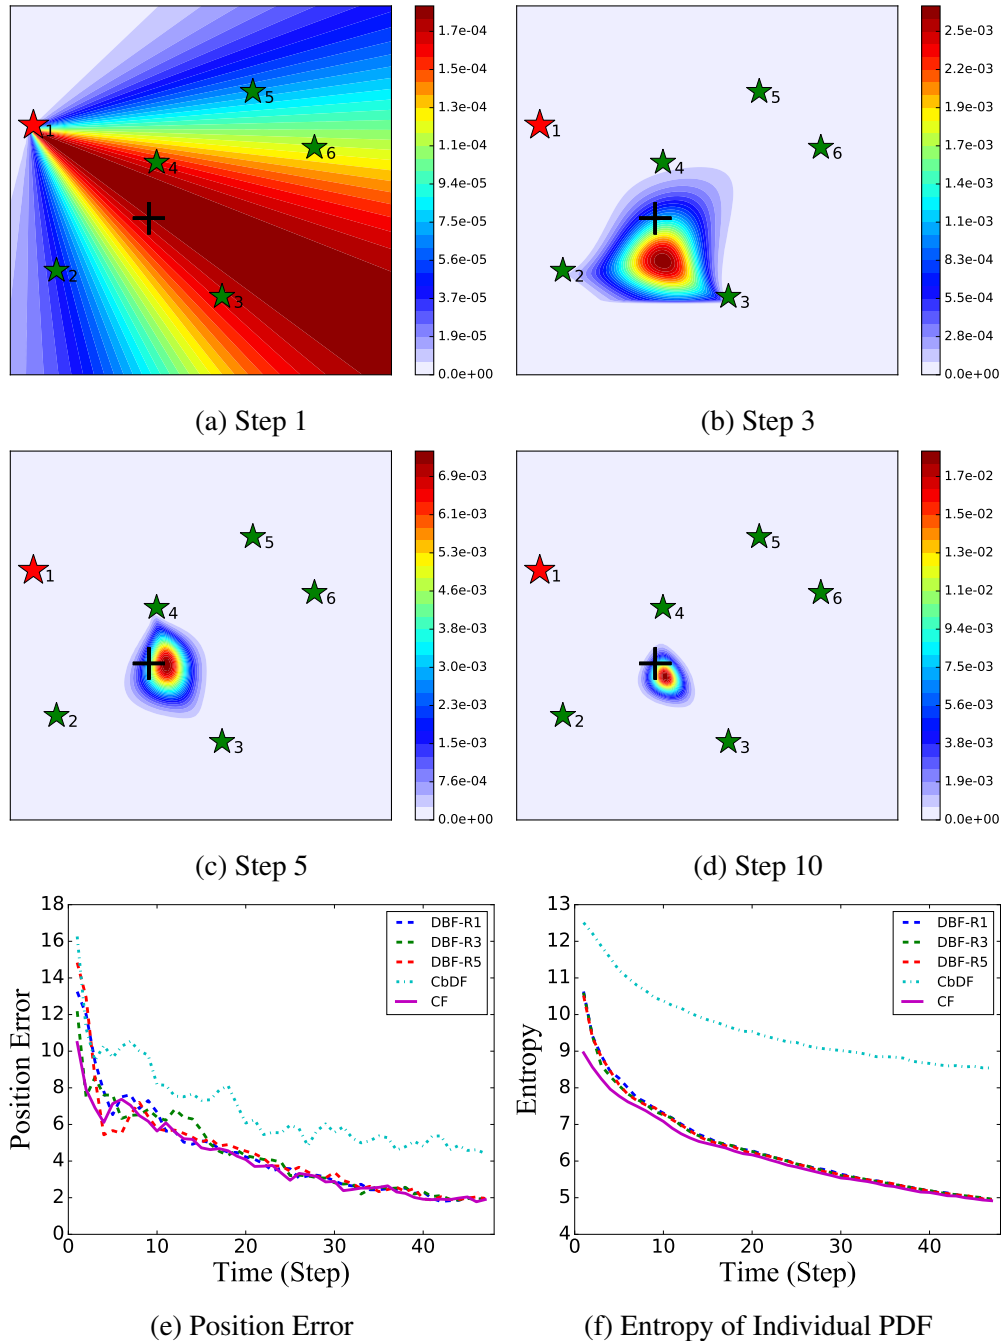 1 2 3 4 5 6
1.7e-04
1.5e-04
1.3e-04
1.1e-04
9.4e-05
7.5e-05
5.6e-05
3.7e-05
1.9e-05
0.0e+00
(a) Step 1
1 2 3 4 5 6
2.5e-03
2.2e-03
1.9e-03
1.7e-03
1.4e-03
1.1e-03
8.3e-04
5.5e-04
2.8e-04
0.0e+00
(b) Step 3
1 2 3 4 5 6
6.9e-03
6.1e-03
5.3e-03
4.6e-03
3.8e-03
3.0e-03
2.3e-03
1.5e-03
7.6e-04
0.0e+00
(c) Step 5
1 2 3 4 5 6
1.7e-02
1.5e-02
1.3e-02
1.1e-02
9.4e-03
7.5e-03
5.6e-03
3.8e-03
1.9e-03
0.0e+00
(d) Step 10
Position Error
18
16
14
12
10
8
6
4
2
0
DBF-R1
DBF-R3
DBF-R5
CbDF
CF
0 10 20 30 40
Time (Step)
(e) Position Error
Entropy
13
12
11
10
9
8
7
6
5
4
DBF-R1
DBF-R3
DBF-R5
CbDF
CF
0 10 20 30 40
Time (Step)
(f) Entropy of Individual PDF